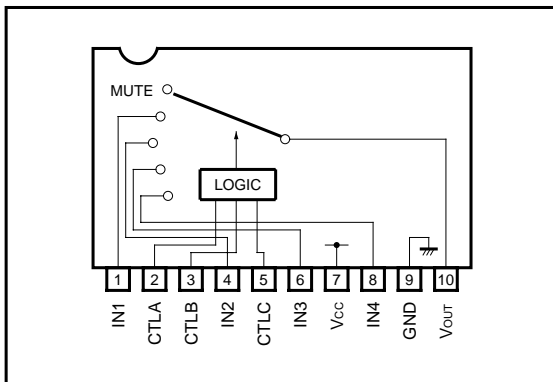 MUTE
LOGIC
1 2 3 4 5 6 7 8 9 10
IN1
CTLA
CTLB
IN2
CTLC
IN3
VCC
IN4
GND
VOUT